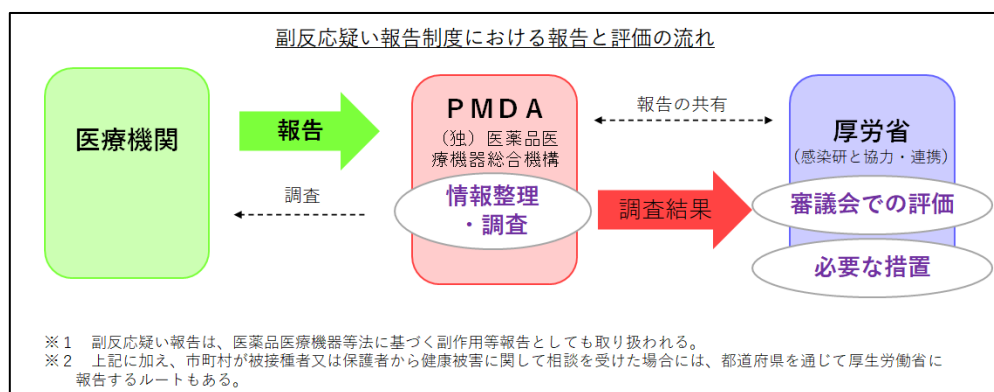 副反応疑い報告制度における報告と評価の流れ
医療機関
報告
調査
PMDA
(独)医薬品医
療機器総合機構
情報整理
・調査
報告の共有
調査結果
厚労省
(感染研と協力・連携)
審議会での評価
必要な措置
※1 副反応疑い報告は、医薬品医療機器等法に基づく副作用等報告としても取り扱われる。
※2 上記に加え、市町村が被接種者又は保護者から健康被害に関して相談を受けた場合には、都道府県を通じて厚生労働省に
報告するルートもある。